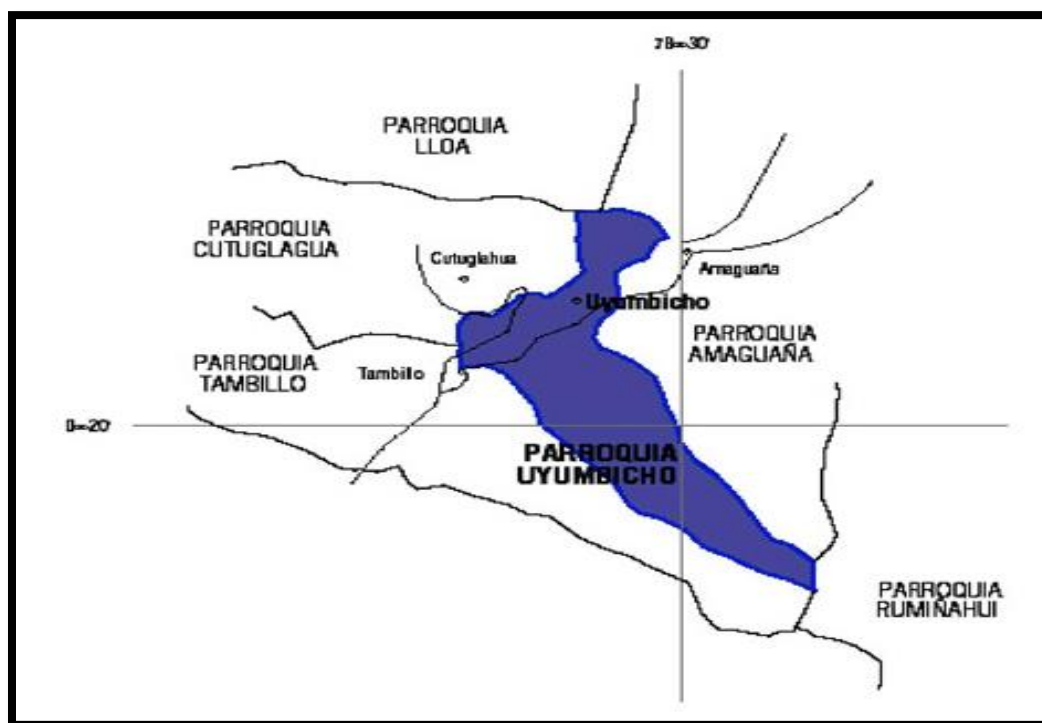 78=30'
PARROQUIA
LLOA
PARROQUIA
CUTUGLAGUA
Cutuglahua
Amaguaña
Uyumbicho
PARROQUIA
AMAGUAÑA
PARROQUIA
TAMBILLO
Tambillo
0=20'
PARROQUIA
UYUMBICHO
PARROQUIA
RUMIÑAHUI